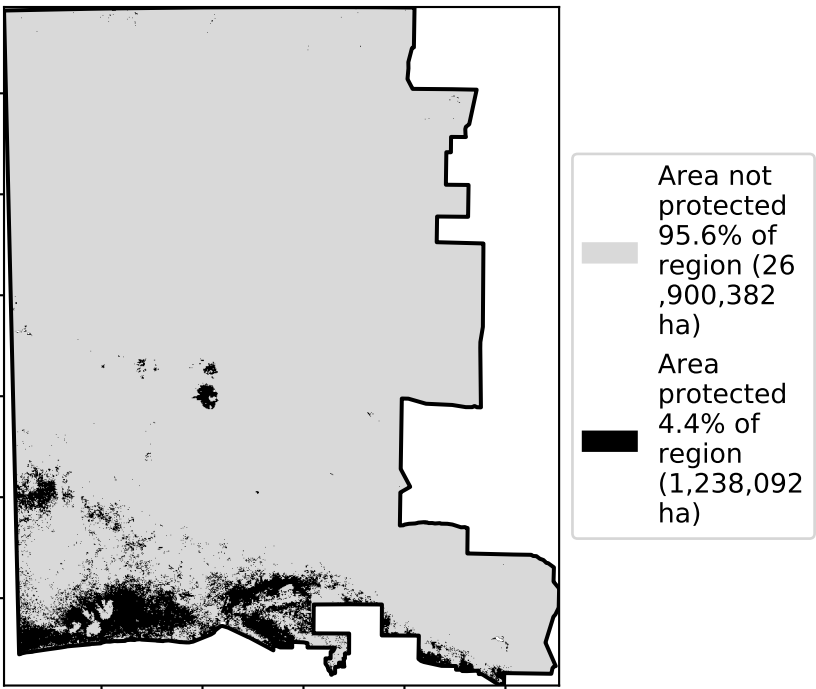 Area not
protected
95.6% of
region (26
,900,382
ha)
Area
protected
4.4% of
region
(1,238,092
ha)